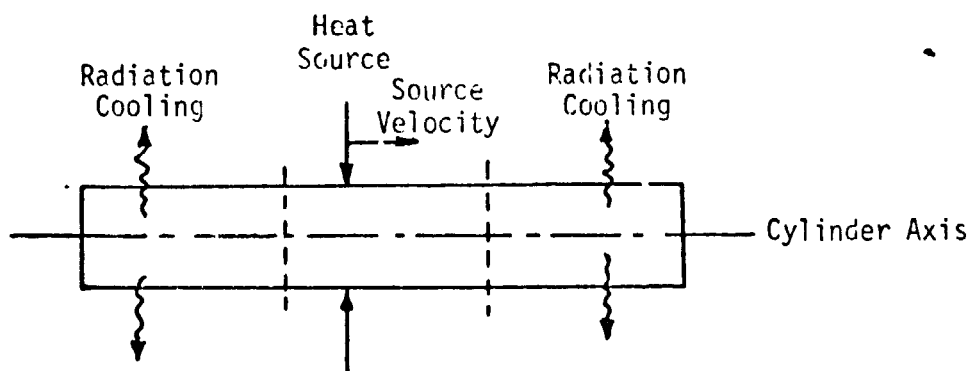 Heat
Source
Radiation
Cooling
Source
Velocity
Radiation
Cooling
Cylinder Axis